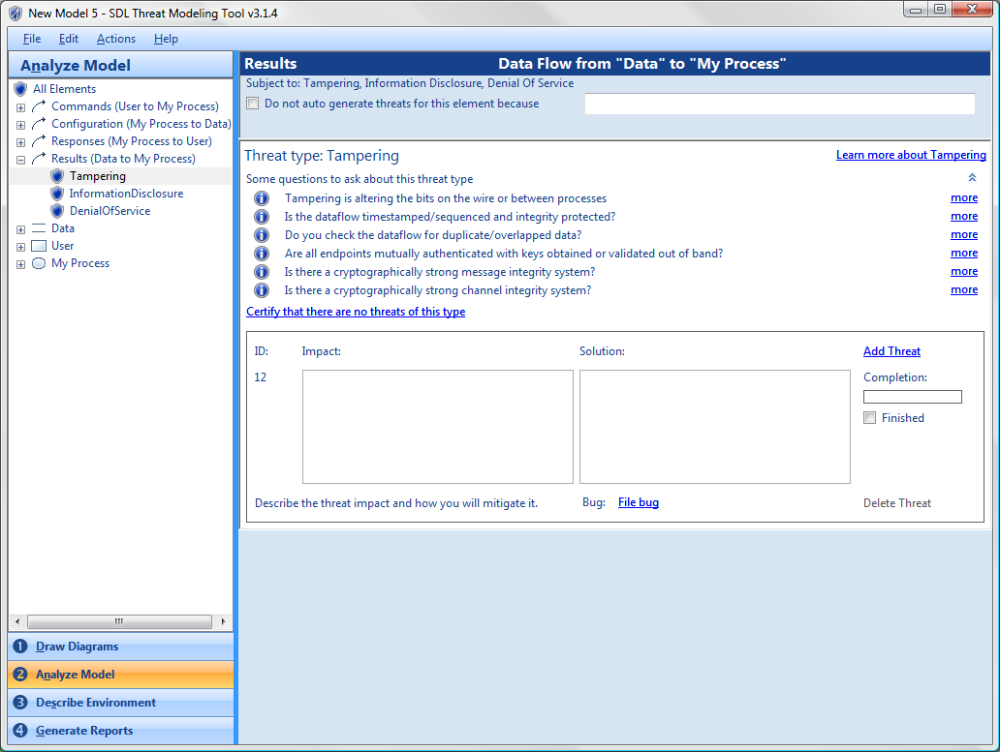 New Model 5 - SDL Threat Modeling Tool v3.1.4
File Edit Actions Help
Analyze Model
All Elements
Commands (User to My Process)
Configuration (My Process to Data)
Responses (My Process to User)
Results (Data to My Process)
Tampering
InformationDisclosure
DenialOfService
Data
User
My Process
1 Draw Diagrams
2 Analyze Model
3 Describe Environment
4 Generate Reports
Results Data Flow from "Data" to "My Process"
Subject to: Tampering, Information Disclosure, Denial Of Service
Do not auto generate threats for this element because
Threat type: Tampering Learn more about Tampering
Some questions to ask about this threat type
Tampering is altering the bits on the wire or between processes more
Is the dataflow timestamped/sequenced and integrity protected? more
Do you check the dataflow for duplicate/overlapped data? more
Are all endpoints mutually authenticated with keys obtained or validated out of band? more
Is there a cryptographically strong message integrity system? more
Is there a cryptographically strong channel integrity system? more
Certify that there are no threats of this type
ID: Impact: Solution: Add Threat
12 Completion:
Finished
Describe the threat impact and how you will mitigate it. Bug: File bug Delete Threat